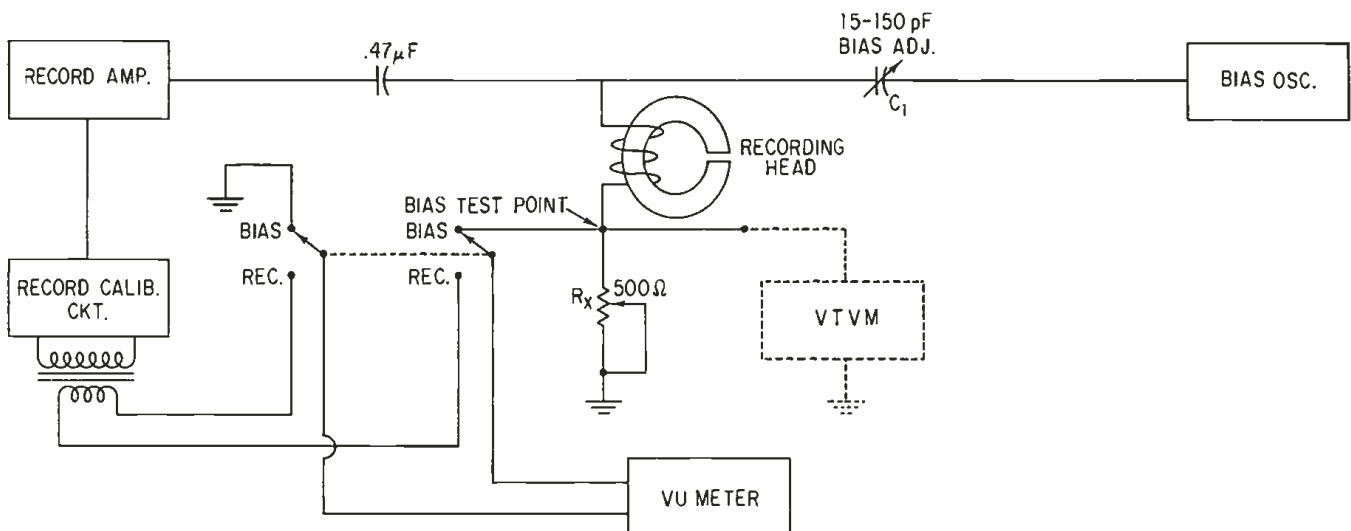 15-150 pF
BIAS ADJ.
.47µF
RECORD AMP.
C1
BIAS OSC.
RECORDING
HEAD
BIAS TEST POINT
BIAS
BIAS
REC.
REC.
RECORD CALIB.
CKT.
RX
500Ω
VTVM
VU METER